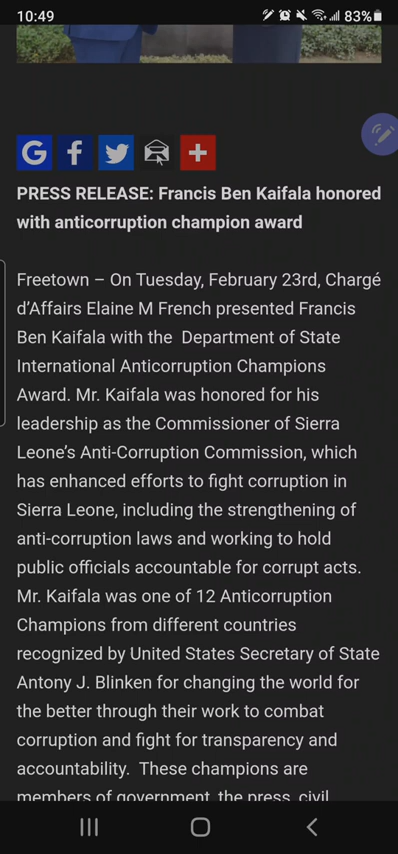 10:49
83%
G f +
PRESS RELEASE: Francis Ben Kaifala honored
with anticorruption champion award
Freetown – On Tuesday, February 23rd, Chargé
d’Affairs Elaine M French presented Francis
Ben Kaifala with the  Department of State
International Anticorruption Champions
Award. Mr. Kaifala was honored for his
leadership as the Commissioner of Sierra
Leone’s Anti-Corruption Commission, which
has enhanced efforts to fight corruption in
Sierra Leone, including the strengthening of
anti-corruption laws and working to hold
public officials accountable for corrupt acts.
Mr. Kaifala was one of 12 Anticorruption
Champions from different countries
recognized by United States Secretary of State
Antony J. Blinken for changing the world for
the better through their work to combat
corruption and fight for transparency and
accountability.  These champions are
members of government, the press, civil